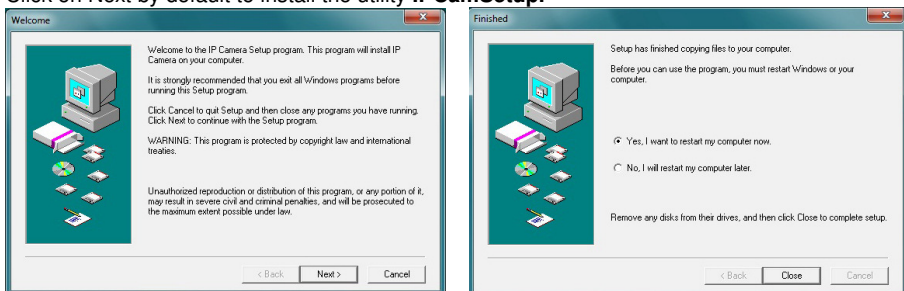 Click on Next by default to install the utility IPCamSetup.
Welcome
Welcome to the IP Camera Setup program. This program will install IP
Camera on your computer.
It is strongly recommended that you exit all Windows programs before
running this Setup program.
Click Cancel to quit Setup and then close any programs you have running.
Click Next to continue with the Setup program.
WARNING: This program is protected by copyright law and international
treaties.
Unauthorized reproduction or distribution of this program, or any portion of it,
may result in severe civil and criminal penalties, and will be prosecuted to
the maximum extent possible under law.
< Back
Next >
Cancel
Finished
Setup has finished copying files to your computer.
Before you can use the program, you must restart Windows or your
computer.
Yes, I want to restart my computer now.
No, I will restart my computer later.
Remove any disks from their drives, and then click Close to complete setup.
< Back
Close
Cancel